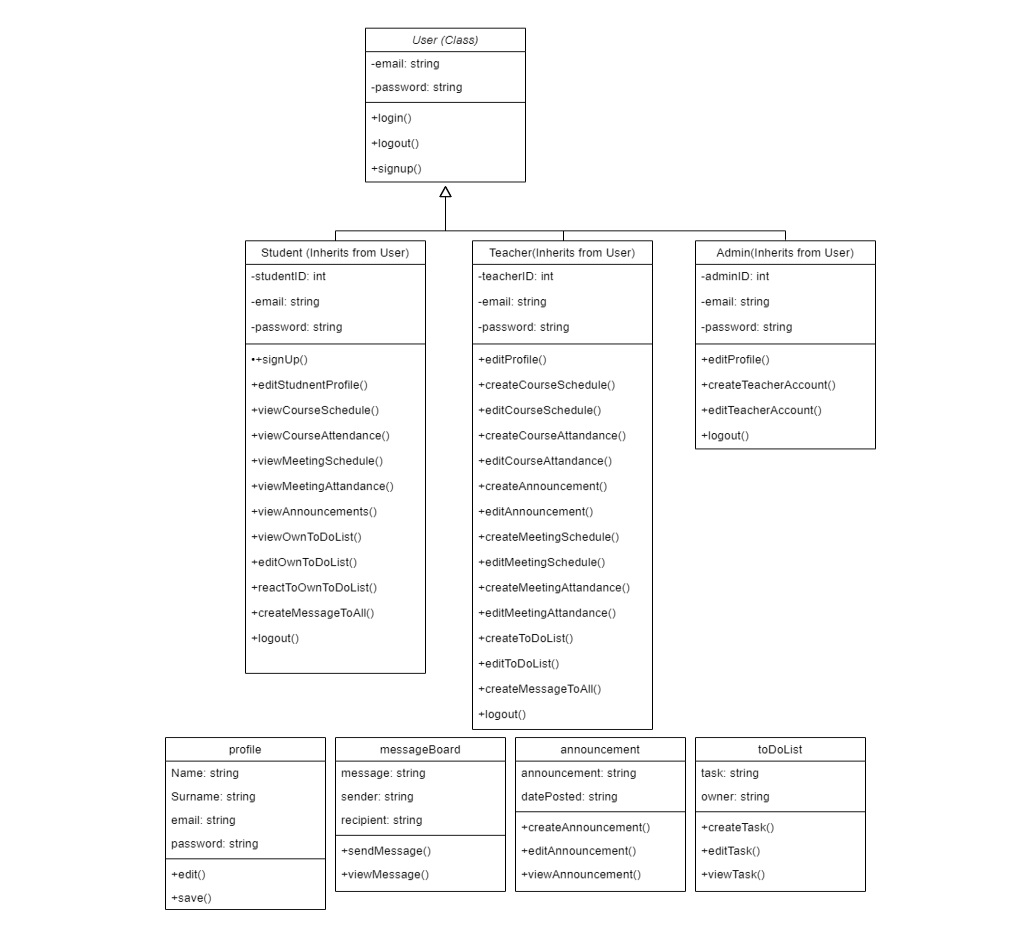 User (Class)
-email: string
-password: string
+login()
+logout()
+signup()
Student (Inherits from User)
-studentID: int
-email: string
-password: string
•+signUp()
+editStudnentProfile()
+viewCourseSchedule()
+viewCourseAttendance()
+viewMeetingSchedule()
+viewMeetingAttandance()
+viewAnnouncements()
+viewOwnToDoList()
+editOwnToDoList()
+reactToOwnToDoList()
+createMessageToAll()
+logout()
Teacher(Inherits from User)
-teacherID: int
-email: string
-password: string
+editProfile()
+createCourseSchedule()
+editCourseSchedule()
+createCourseAttandance()
+editCourseAttandance()
+createAnnouncement()
+editAnnouncement()
+createMeetingSchedule()
+editMeetingSchedule()
+createMeetingAttandance()
+editMeetingAttandance()
+createToDoList()
+editToDoList()
+createMessageToAll()
+logout()
Admin(Inherits from User)
-adminID: int
-email: string
-password: string
+editProfile()
+createTeacherAccount()
+editTeacherAccount()
+logout()
profile
Name: string
Surname: string
email: string
password: string
+edit()
+save()
messageBoard
message: string
sender: string
recipient: string
+sendMessage()
+viewMessage()
announcement
announcement: string
datePosted: string
+createAnnouncement()
+editAnnouncement()
+viewAnnouncement()
toDoList
task: string
owner: string
+createTask()
+editTask()
+viewTask()